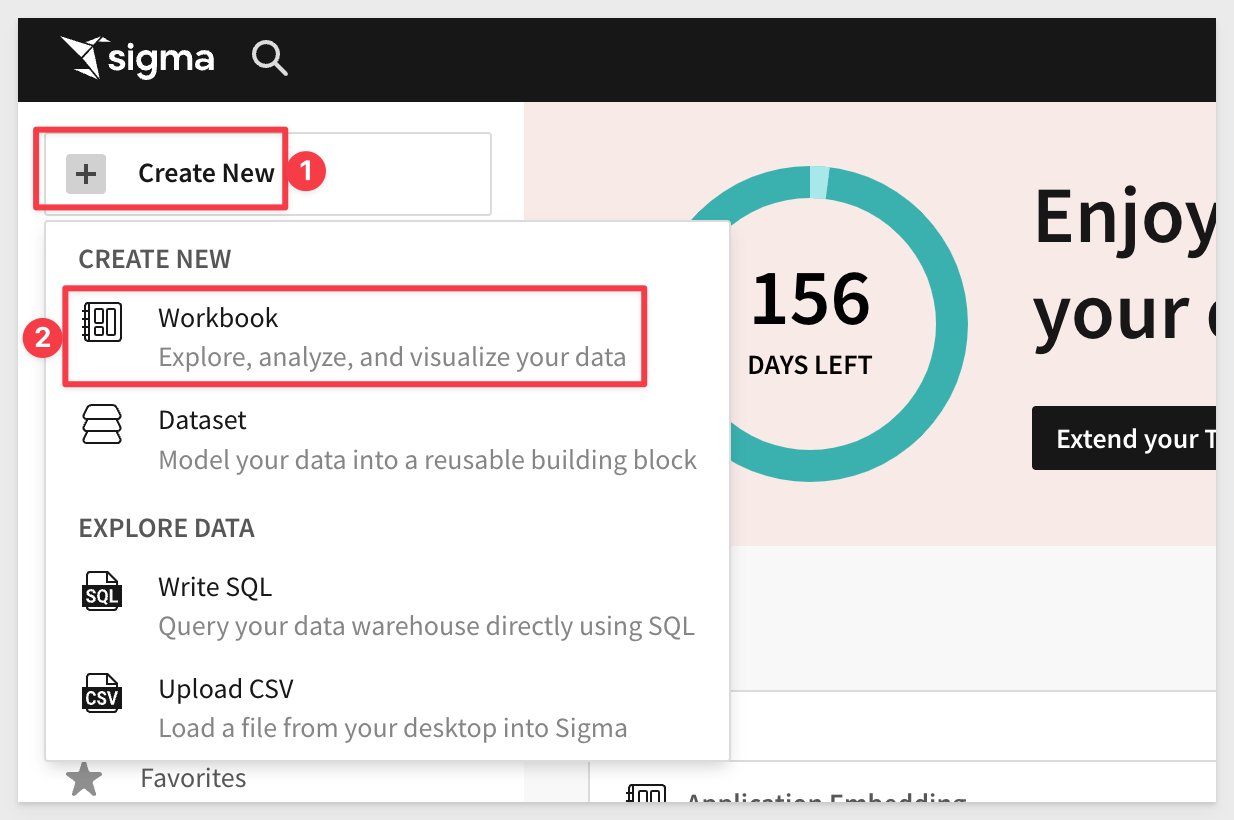 sigma
Create New
1
CREATE NEW
2
Workbook
Explore, analyze, and visualize your data
Dataset
Model your data into a reusable building block
EXPLORE DATA
SQL
Write SQL
Query your data warehouse directly using SQL
CSV
Upload CSV
Load a file from your desktop into Sigma
Favorites
156
DAYS LEFT
Enjoy
your
Extend your T
Application Embedding